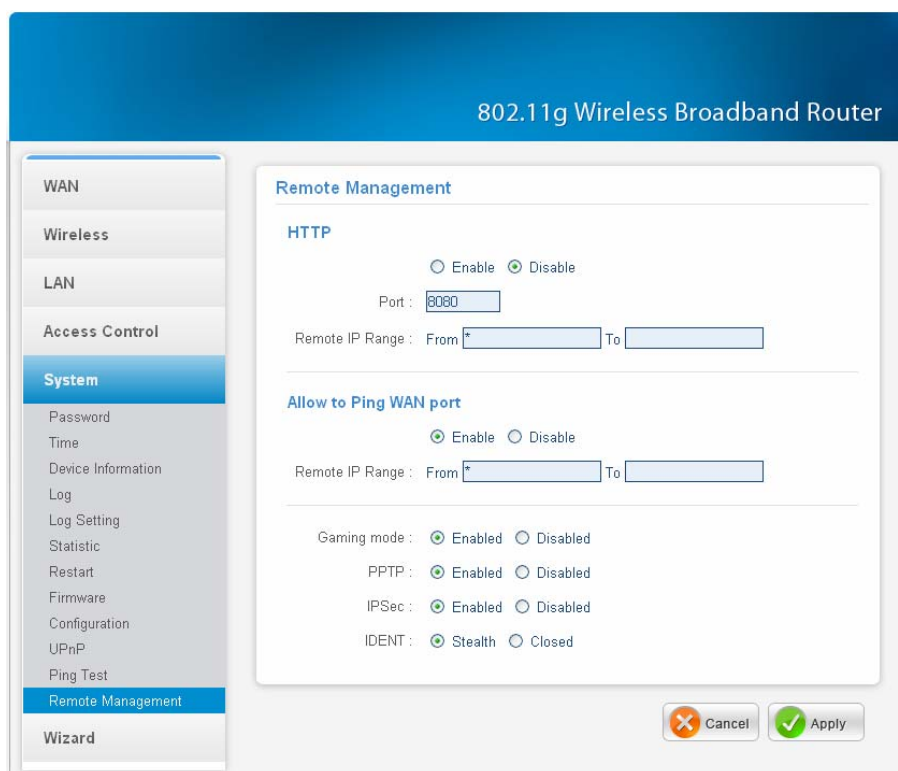 802.11g Wireless Broadband Router
WAN
Wireless
LAN
Access Control
System
Password
Time
Device Information
Log
Log Setting
Statistic
Restart
Firmware
Configuration
UPnP
Ping Test
Remote Management
Wizard
Remote Management
HTTP
Enable Disable
Port : 8080
Remote IP Range : From * To
Allow to Ping WAN port
Enable Disable
Remote IP Range : From * To
Gaming mode : Enabled Disabled
PPTP : Enabled Disabled
IPSec : Enabled Disabled
IDENT : Stealth Closed
Cancel Apply